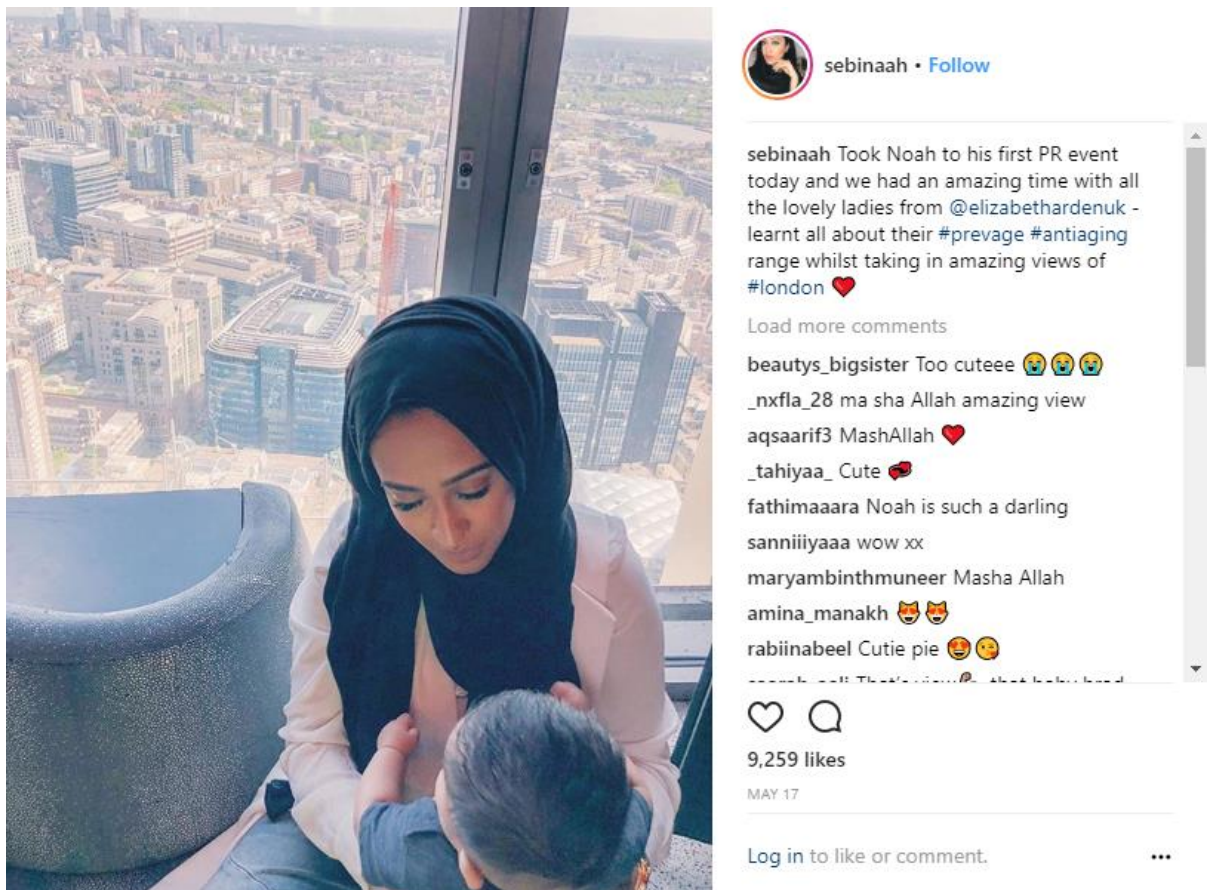 sebinaah • Follow
sebinaah Took Noah to his first PR event
today and we had an amazing time with all
the lovely ladies from @elizabethardenuk -
learnt all about their #prevage #antiaging
range whilst taking in amazing views of
#london ❤️
Load more comments
beautys_bigsister Too cuteee 😭😭😭
_nxfla_28 ma sha Allah amazing view
aqsaarif3 MashAllah ❤️
_tahiyaa_ Cute 💋
fathimaaara Noah is such a darling
sanniiiyaaa wow xx
maryambinthmuneer Masha Allah
amina_manakh 😻😻
rabiinabeel Cutie pie 😍😘
9,259 likes
MAY 17
Log in to like or comment.